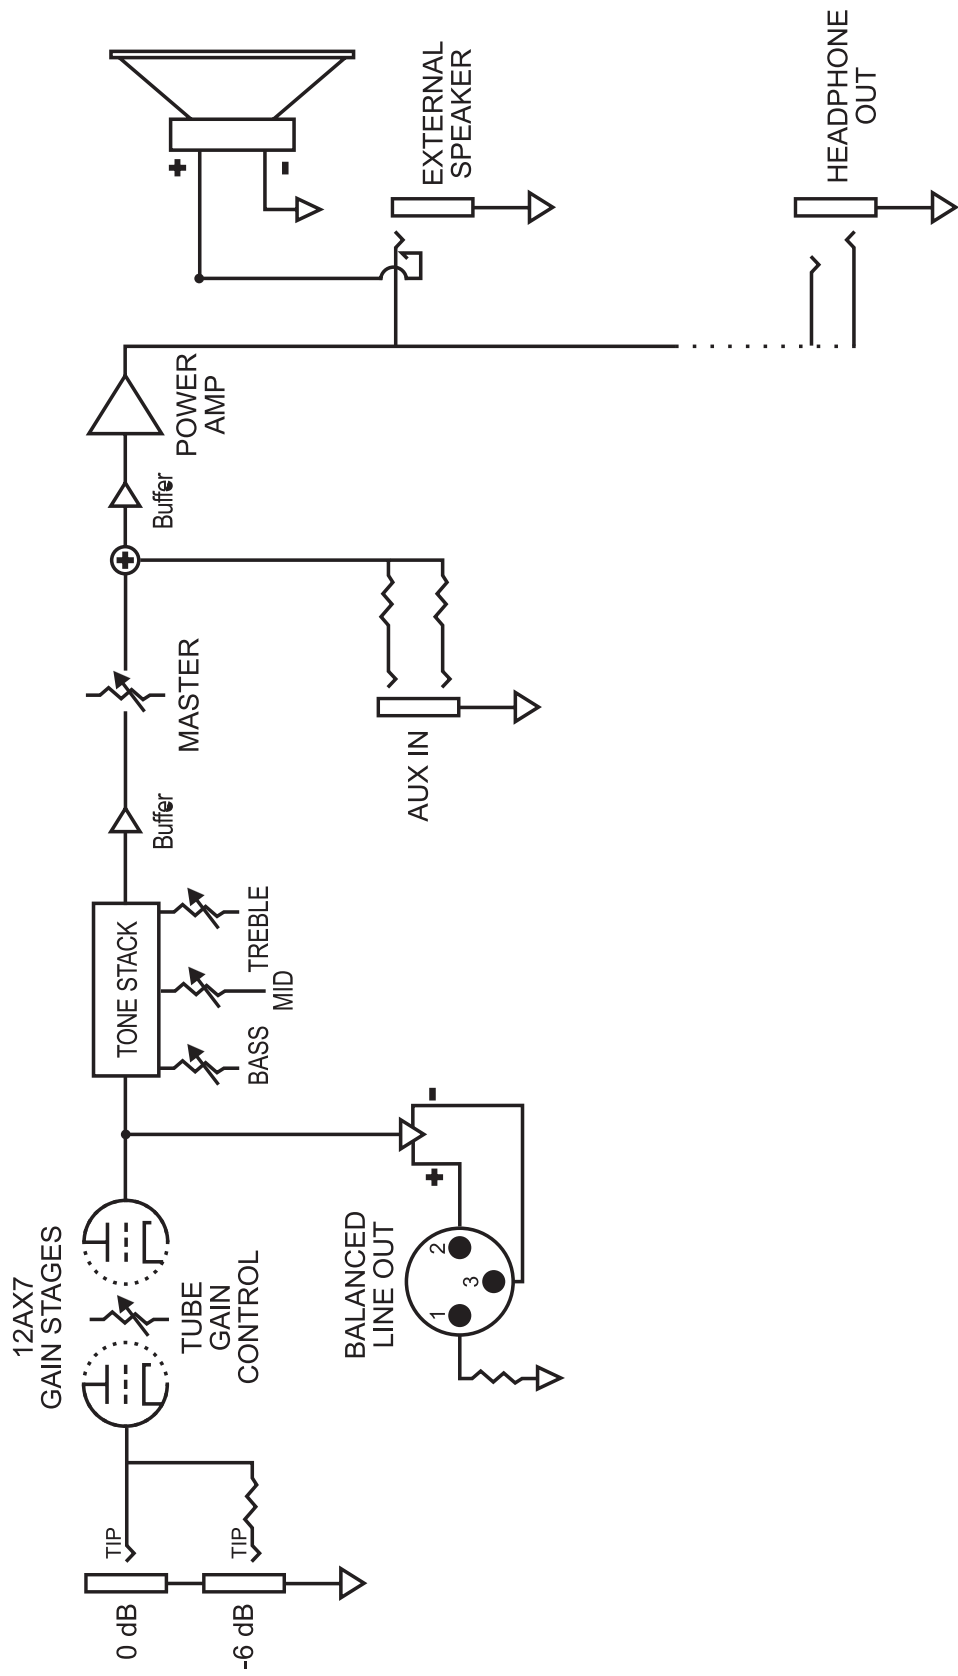 0 dB
-6 dB
TIP
TIP
12AX7
GAIN STAGES
TUBE
GAIN
CONTROL
BALANCED
LINE OUT
1
2
3
+
-
TONE STACK
BASS
MID
TREBLE
Buffer
MASTER
AUX IN
+
Buffer
POWER
AMP
+
-
EXTERNAL
SPEAKER
HEADPHONE
OUT